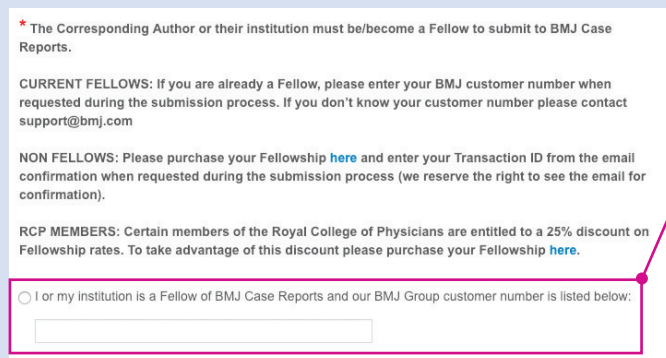 * The Corresponding Author or their institution must be/become a Fellow to submit to BMJ Case
Reports.
CURRENT FELLOWS: If you are already a Fellow, please enter your BMJ customer number when
requested during the submission process. If you don't know your customer number please contact
support@bmj.com
NON FELLOWS: Please purchase your Fellowship here and enter your Transaction ID from the email
confirmation when requested during the submission process (we reserve the right to see the email for
confirmation).
RCP MEMBERS: Certain members of the Royal College of Physicians are entitled to a 25% discount on
Fellowship rates. To take advantage of this discount please purchase your Fellowship here.
I or my institution is a Fellow of BMJ Case Reports and our BMJ Group customer number is listed below: